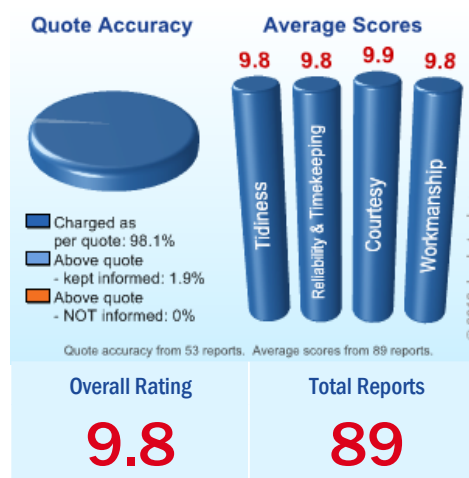 Quote Accuracy
Average Scores
9.8
9.8
9.9
9.8
Tidiness
Reliability & Timekeeping
Courtesy
Workmanship
Charged as
per quote: 98.1%
Above quote
- kept informed: 1.9%
Above quote
- NOT informed: 0%
Quote accuracy from 53 reports. Average scores from 89 reports.
Overall Rating
Total Reports
9.8
89